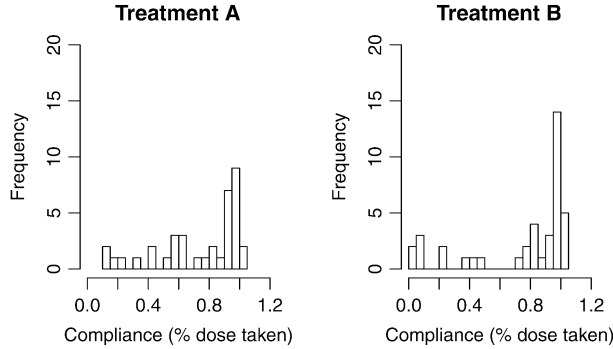 Treatment A
Frequency
0 5 10 15 20
0.0 0.4 0.8 1.2
Compliance (% dose taken)
Treatment B
Frequency
0 5 10 15 20
0.0 0.4 0.8 1.2
Compliance (% dose taken)